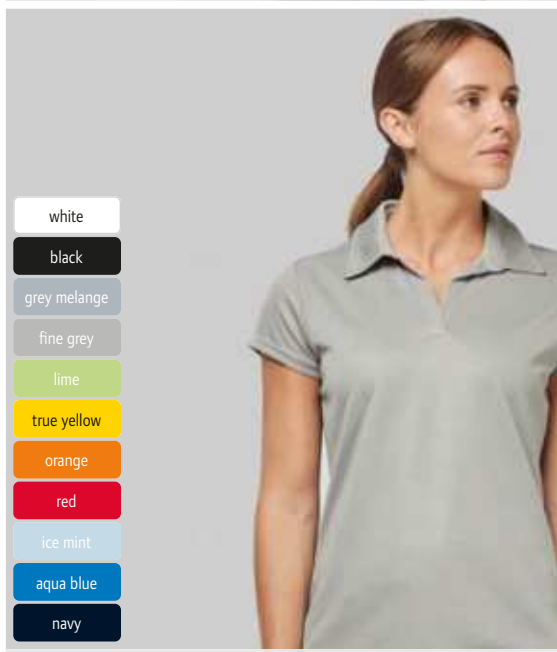 white
black
grey melange
fine grey
lime
true yellow
orange
red
ice mint
aqua blue
navy